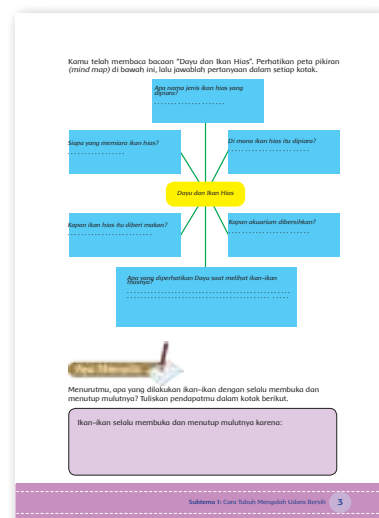 Kamu telah membaca bacaan "Dayu dan Ikan Hias". Perhatikan peta pikiran
(mind map) di bawah ini, lalu jawablah pertanyaan dalam setiap kotak.
Apa nama jenis ikan hias yang
dipiara?
Siapa yang memiara ikan hias?
Di mana ikan hias itu dipiara?
Dayu dan Ikan Hias
Kapan ikan hias itu diberi makan?
Kapan akuarium dibersihkan?
Apa yang diperhatikan Dayu saat melihat ikan-ikan
hiasnya?
Ayo Menulis
Menurutmu, apa yang dilakukan ikan-ikan dengan selalu membuka dan
menutup mulutnya? Tuliskan pendapatmu dalam kotak berikut.
Ikan-ikan selalu membuka dan menutup mulutnya karena:
Subtema 1: Cara Tubuh Mengolah Udara Bersih 3